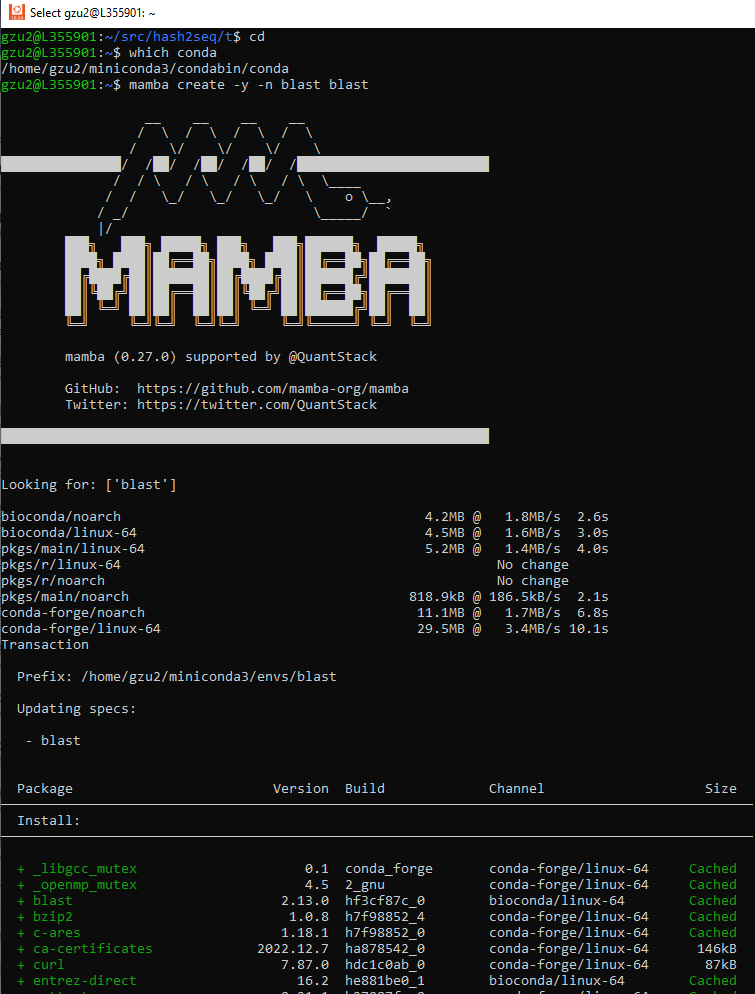 Select gzu2@L355901: ~
gzu2@L355901:~/src/hash2seq/t$ cd
gzu2@L355901:~$ which conda
/home/gzu2/miniconda3/condabin/conda
gzu2@L355901:~$ mamba create -y -n blast blast
MAMBA
mamba (0.27.0) supported by @QuantStack
GitHub:  https://github.com/mamba-org/mamba
Twitter: https://twitter.com/QuantStack
Looking for: ['blast']
bioconda/noarch 4.2MB @ 1.8MB/s 2.6s
bioconda/linux-64 4.5MB @ 1.6MB/s 3.0s
pkgs/main/linux-64 5.2MB @ 1.4MB/s 4.0s
pkgs/r/linux-64 No change
pkgs/r/noarch No change
pkgs/main/noarch 818.9kB @ 186.5kB/s 2.1s
conda-forge/noarch 11.1MB @ 1.7MB/s 6.8s
conda-forge/linux-64 29.5MB @ 3.4MB/s 10.1s
Transaction
Prefix: /home/gzu2/miniconda3/envs/blast
Updating specs:
- blast
Package Version Build Channel Size
Install:
+ _libgcc_mutex 0.1 conda_forge conda-forge/linux-64 Cached
+ _openmp_mutex 4.5 2_gnu conda-forge/linux-64 Cached
+ blast 2.13.0 hf3cf87c_0 bioconda/linux-64 Cached
+ bzip2 1.0.8 h7f98852_4 conda-forge/linux-64 Cached
+ c-ares 1.18.1 h7f98852_0 conda-forge/linux-64 Cached
+ ca-certificates 2022.12.7 ha878542_0 conda-forge/linux-64 146kB
+ curl 7.87.0 hdc1c0ab_0 conda-forge/linux-64 87kB
+ entrez-direct 16.2 he881be0_1 bioconda/linux-64 Cached